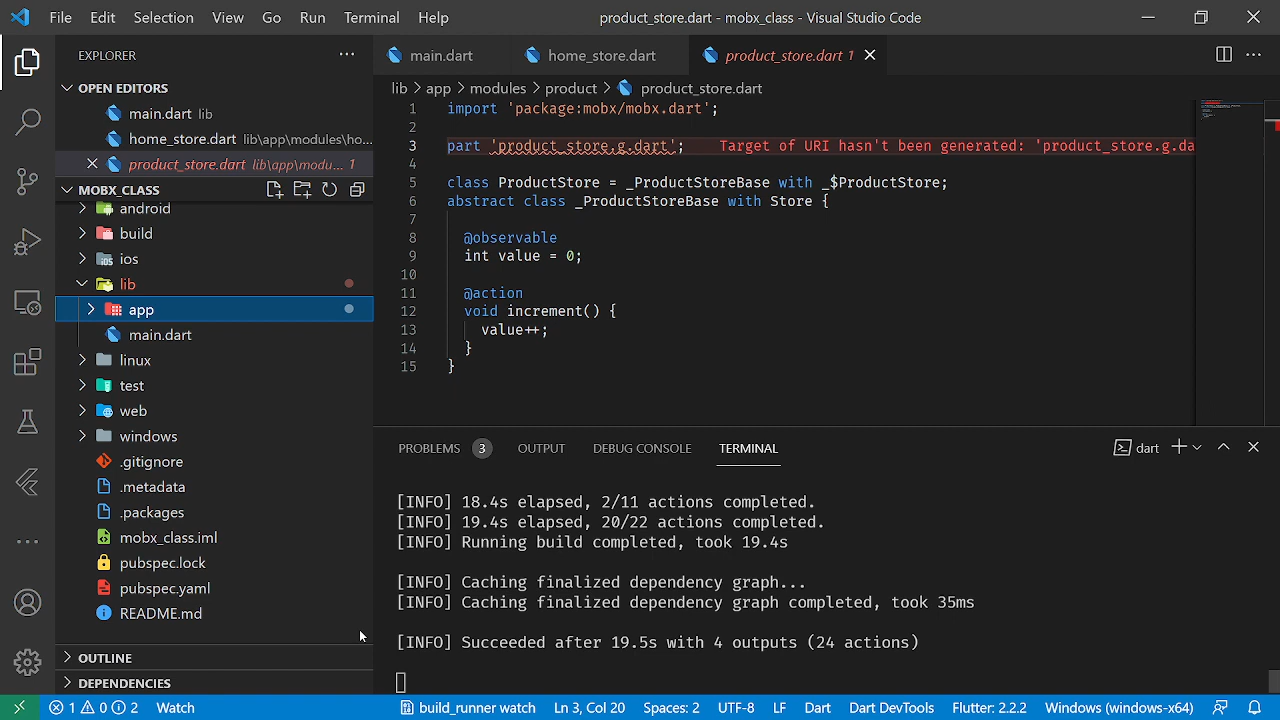 File Edit Selection View Go Run Terminal Help product_store.dart - mobx_class - Visual Studio Code
EXPLORER
OPEN EDITORS
main.dart lib
home_store.dart lib\app\modules\ho...
product_store.dart lib\app\modu... 1
MOBX_CLASS
android
build
ios
lib
app
main.dart
linux
test
web
windows
.gitignore
.metadata
.packages
mobx_class.iml
pubspec.lock
pubspec.yaml
README.md
OUTLINE
DEPENDENCIES
main.dart home_store.dart product_store.dart 1
lib > app > modules > product > product_store.dart
1 import 'package:mobx/mobx.dart';
2
3 part 'product_store.g.dart'; Target of URI hasn't been generated: 'product_store.g.da
4
5 class ProductStore = _ProductStoreBase with _$ProductStore;
6 abstract class _ProductStoreBase with Store {
7
8 @observable
9 int value = 0;
10
11 @action
12 void increment() {
13 value++;
14 }
15 }
PROBLEMS 3 OUTPUT DEBUG CONSOLE TERMINAL dart
[INFO] 18.4s elapsed, 2/11 actions completed.
[INFO] 19.4s elapsed, 20/22 actions completed.
[INFO] Running build completed, took 19.4s
[INFO] Caching finalized dependency graph...
[INFO] Caching finalized dependency graph completed, took 35ms
[INFO] Succeeded after 19.5s with 4 outputs (24 actions)
1 0 2 Watch build_runner watch Ln 3, Col 20 Spaces: 2 UTF-8 LF Dart Dart DevTools Flutter: 2.2.2 Windows (windows-x64)